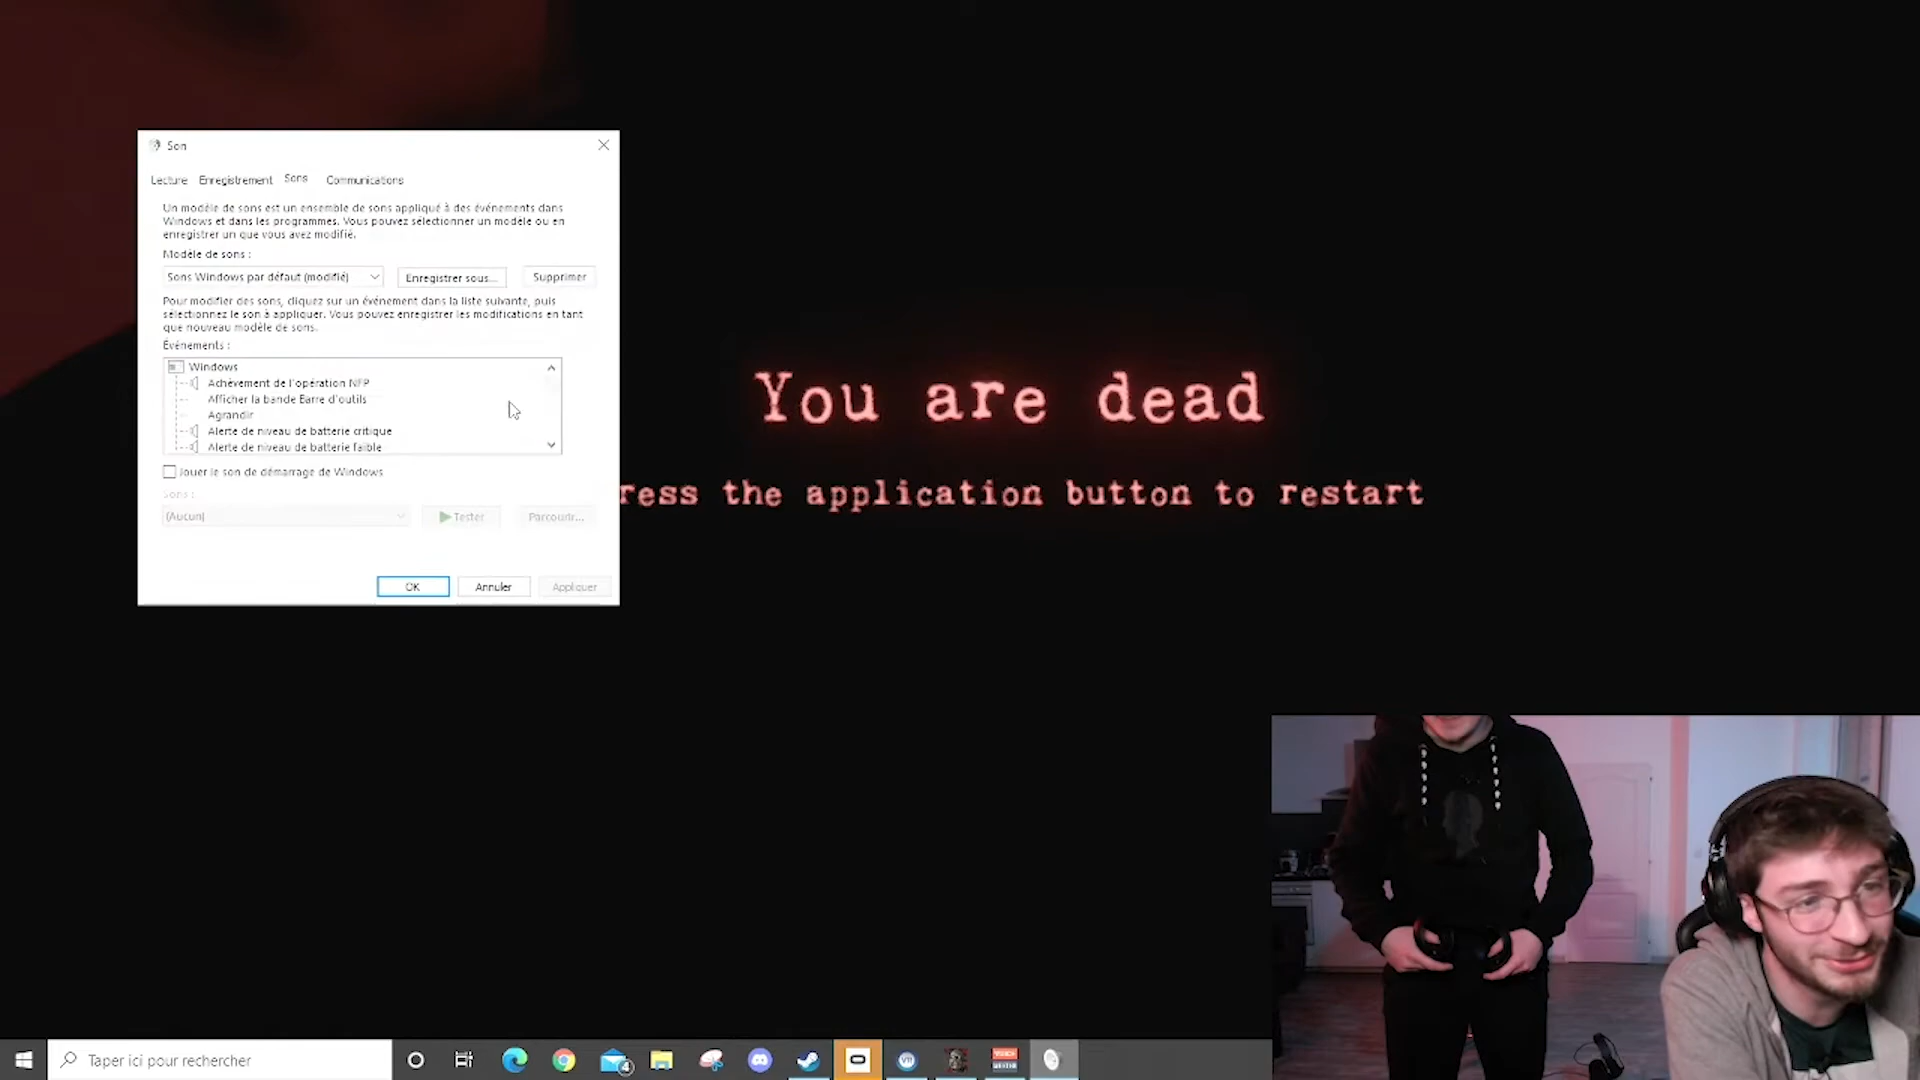 Son
Lecture Enregistrement Sons Communications
Un modèle de sons est un ensemble de sons appliqué à des événements dans
Windows et dans les programmes. Vous pouvez sélectionner un modèle ou en
enregistrer un que vous avez modifié.
Modèle de sons :
Sons Windows par défaut (modifié) Enregistrer sous... Supprimer
Pour modifier des sons, cliquez sur un événement dans la liste suivante, puis
sélectionnez le son à appliquer. Vous pouvez enregistrer les modifications en tant
que nouveau modèle de sons.
Événements :
Windows
Achèvement de l'opération NFP
Afficher la bande Barre d'outils
Agrandir
Alerte de niveau de batterie critique
Alerte de niveau de batterie faible
Jouer le son de démarrage de Windows
Sons :
(Aucun) Tester Parcourir...
OK Annuler Appliquer
You are dead
ress the application button to restart
Taper ici pour rechercher
4